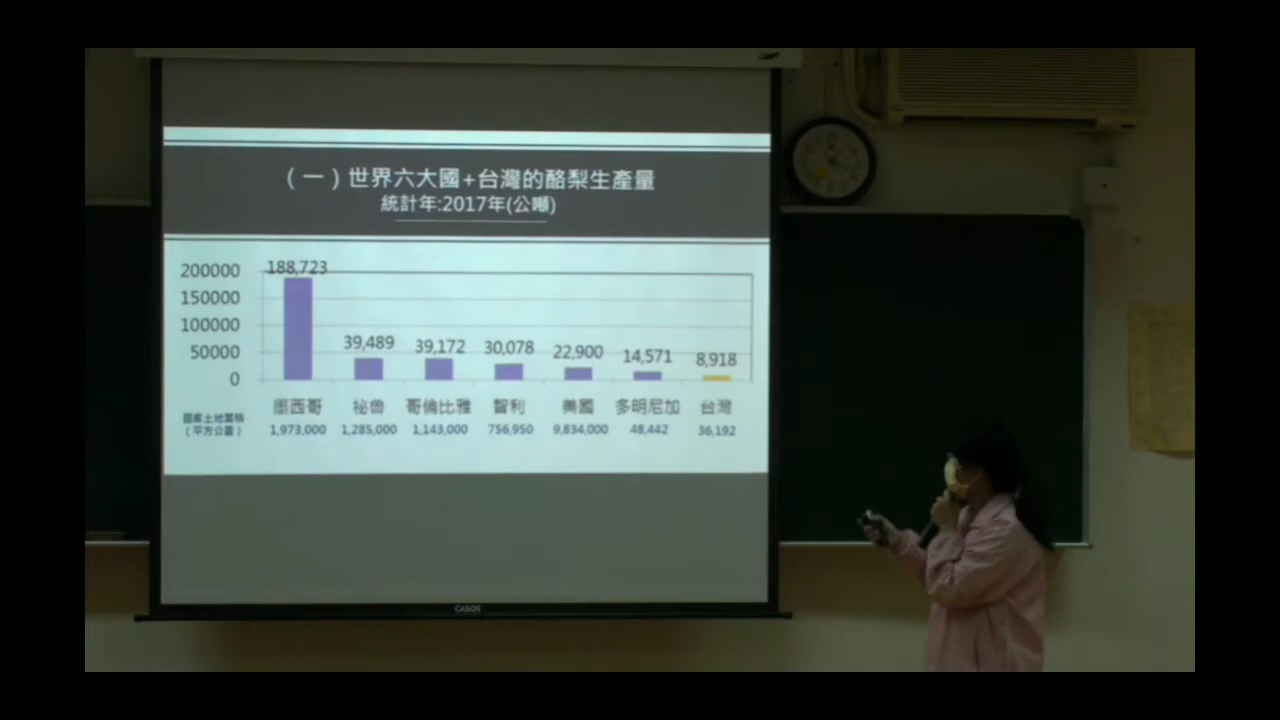 （一）世界六大國+台灣的酪梨生產量
統計年:2017年(公噸)
200000
150000
100000
50000
0
188,723
39,489
39,172
30,078
22,900
14,571
8,918
墨西哥 祕魯 哥倫比雅 智利 美國 多明尼加 台灣
國家土地面積
（平方公里） 1,973,000 1,285,000 1,143,000 756,950 9,834,000 48,442 36,192
CASOS